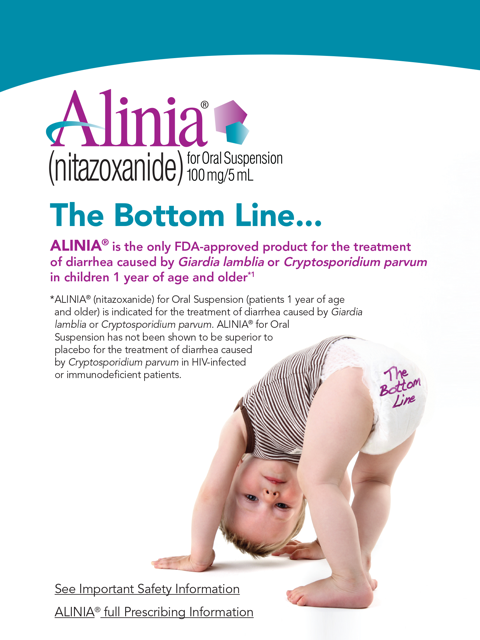 Alinia®
(nitazoxanide) for Oral Suspension
100 mg/5 mL
The Bottom Line...
ALINIA® is the only FDA-approved product for the treatment
of diarrhea caused by Giardia lamblia or Cryptosporidium parvum
in children 1 year of age and older*1
*ALINIA® (nitazoxanide) for Oral Suspension (patients 1 year of age
and older) is indicated for the treatment of diarrhea caused by Giardia
lamblia or Cryptosporidium parvum. ALINIA® for Oral
Suspension has not been shown to be superior to
placebo for the treatment of diarrhea caused
by Cryptosporidium parvum in HIV-infected
or immunodeficient patients.
The
Bottom
Line
See Important Safety Information
ALINIA® full Prescribing Information